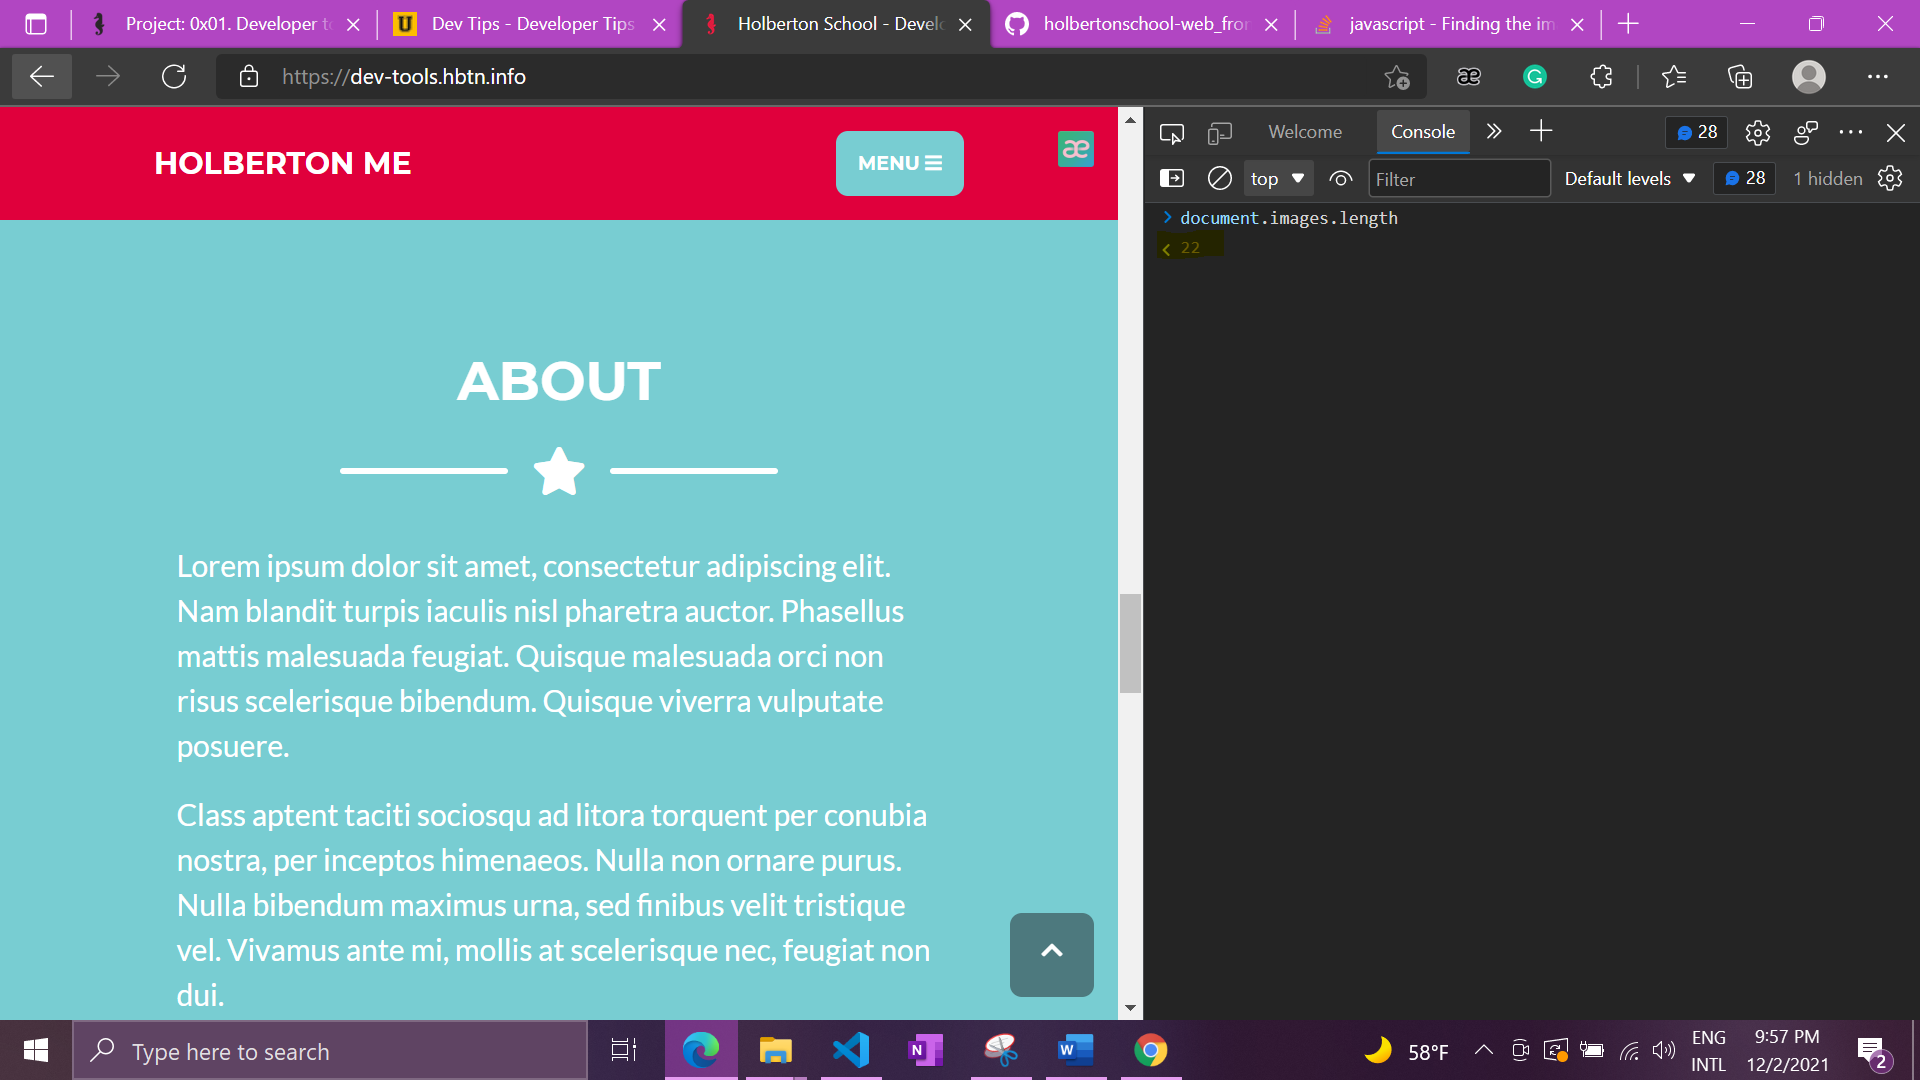 Project: 0x01. Developer to
Dev Tips - Developer Tips
Holberton School - Devel
holbertonschool-web_fron
javascript - Finding the im
https://dev-tools.hbtn.info
HOLBERTON ME
MENU
æ
Welcome
Console
28
top
Filter
Default levels
28
1 hidden
document.images.length
22
ABOUT
Lorem ipsum dolor sit amet, consectetur adipiscing elit.
Nam blandit turpis iaculis nisl pharetra auctor. Phasellus
mattis malesuada feugiat. Quisque malesuada orci non
risus scelerisque bibendum. Quisque viverra vulputate
posuere.
Class aptent taciti sociosqu ad litora torquent per conubia
nostra, per inceptos himenaeos. Nulla non ornare purus.
Nulla bibendum maximus urna, sed finibus velit tristique
vel. Vivamus ante mi, mollis at scelerisque nec, feugiat non
dui.
Type here to search
58°F
ENG
INTL
9:57 PM
12/2/2021
2